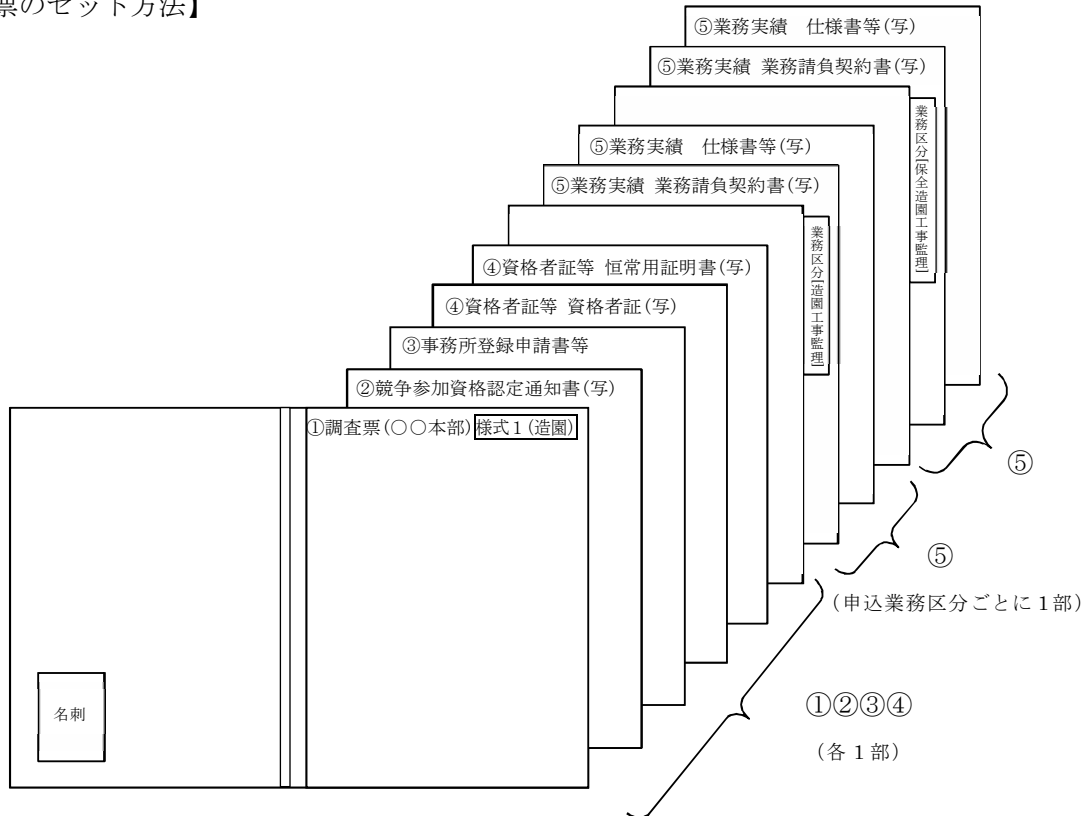 票のセット方法】
⑤業務実績　仕様書等(写)
⑤業務実績 業務請負契約書(写)
業務区分[保全造園工事監理]
⑤業務実績　仕様書等(写)
⑤業務実績 業務請負契約書(写)
業務区分[造園工事監理]
④資格者証等 恒常用証明書(写)
④資格者証等 資格者証(写)
③事務所登録申請書等
②競争参加資格認定通知書(写)
①調査票(○○本部)様式１(造園)
⑤
⑤
(申込業務区分ごとに１部)
名刺
①②③④
(各１部)